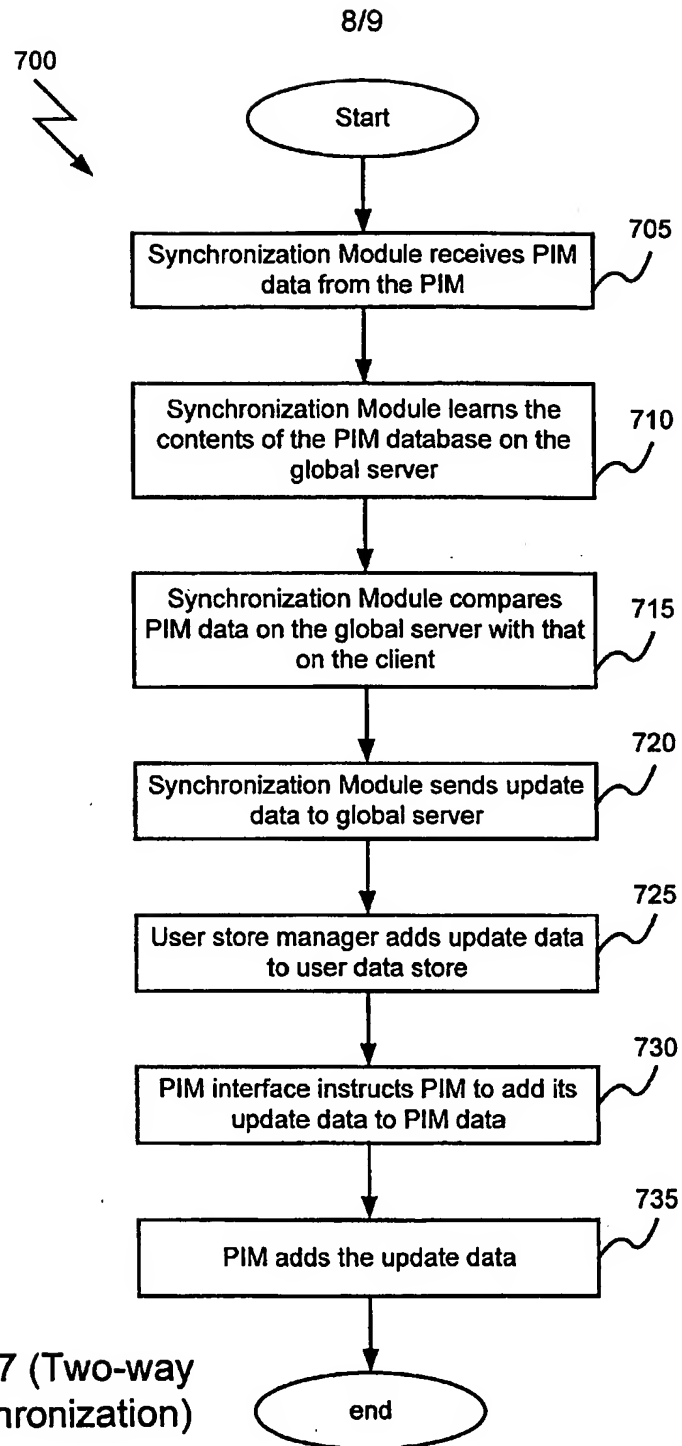 8/9
700
Start
Synchronization Module receives PIM
data from the PIM
705
Synchronization Module learns the
contents of the PIM database on the
global server
710
Synchronization Module compares
PIM data on the global server with that
on the client
715
Synchronization Module sends update
data to global server
720
User store manager adds update data
to user data store
725
PIM interface instructs PIM to add its
update data to PIM data
730
PIM adds the update data
735
7 (Two-way
hronization)
end